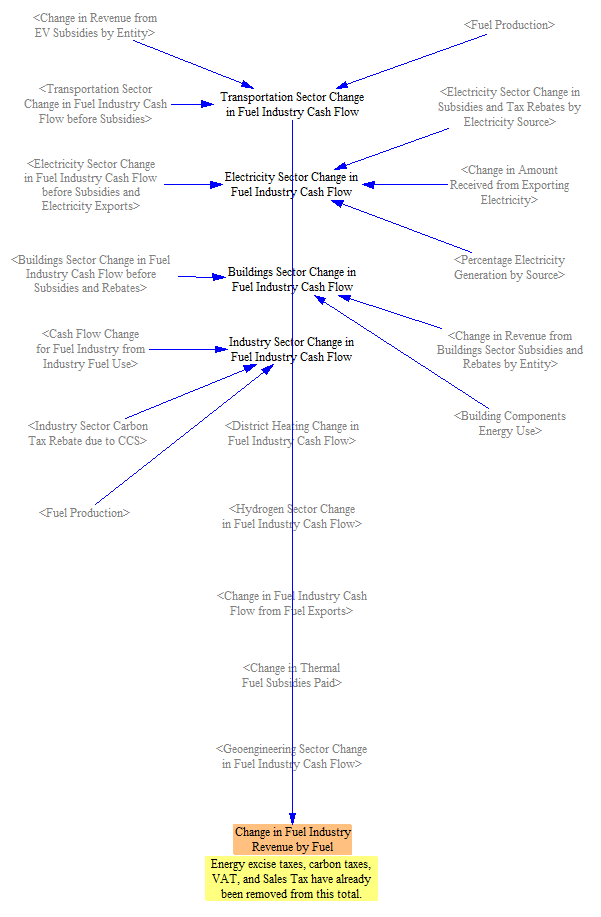 <Change in Revenue from
EV Subsidies by Entity>
<Fuel Production>
<Transportation Sector
Change in Fuel Industry Cash
Flow before Subsidies>
Transportation Sector Change
in Fuel Industry Cash Flow
<Electricity Sector Change in
Subsidies and Tax Rebates by
Electricity Source>
<Electricity Sector Change
in Fuel Industry Cash Flow
before Subsidies and
Electricity Exports>
Electricity Sector Change in
Fuel Industry Cash Flow
<Change in Amount
Received from Exporting
Electricity>
<Buildings Sector Change in Fuel
Industry Cash Flow before
Subsidies and Rebates>
Buildings Sector Change in
Fuel Industry Cash Flow
<Percentage Electricity
Generation by Source>
<Cash Flow Change
for Fuel Industry from
Industry Fuel Use>
Industry Sector Change in
Fuel Industry Cash Flow
<Change in Revenue from
Buildings Sector Subsidies and
Rebates by Entity>
<Industry Sector Carbon
Tax Rebate due to CCS>
<District Heating Change in
Fuel Industry Cash Flow>
<Building Components
Energy Use>
<Fuel Production>
<Hydrogen Sector Change
in Fuel Industry Cash Flow>
<Change in Fuel Industry Cash
Flow from Fuel Exports>
<Change in Thermal
Fuel Subsidies Paid>
<Geoengineering Sector Change
in Fuel Industry Cash Flow>
Change in Fuel Industry
Revenue by Fuel
Energy excise taxes, carbon taxes,
VAT, and Sales Tax have already
been removed from this total.